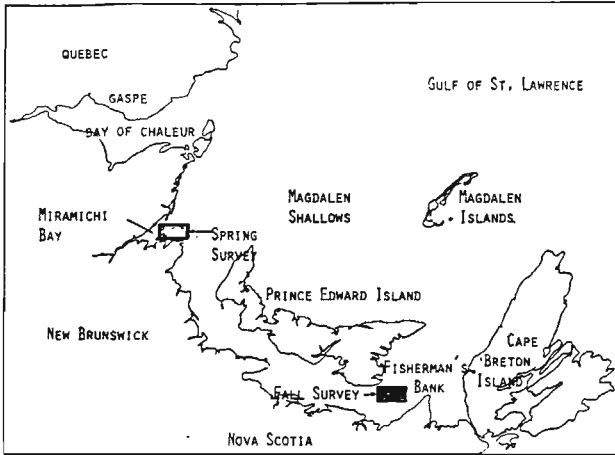 QUEBEC
GULF OF ST. LAWRENCE
GASPE
BAY OF CHALEUR
MAGDALEN
SHALLOWS
MAGDALEN
ISLANDS.
MIRAMICHI
BAY
SPRING
SURVEY
PRINCE EDWARD ISLAND
NEW BRUNSWICK
CAPE
BRETON
ISLAND
FISHERMAN'S
BANK
FALL SURVEY
NOVA SCOTIA